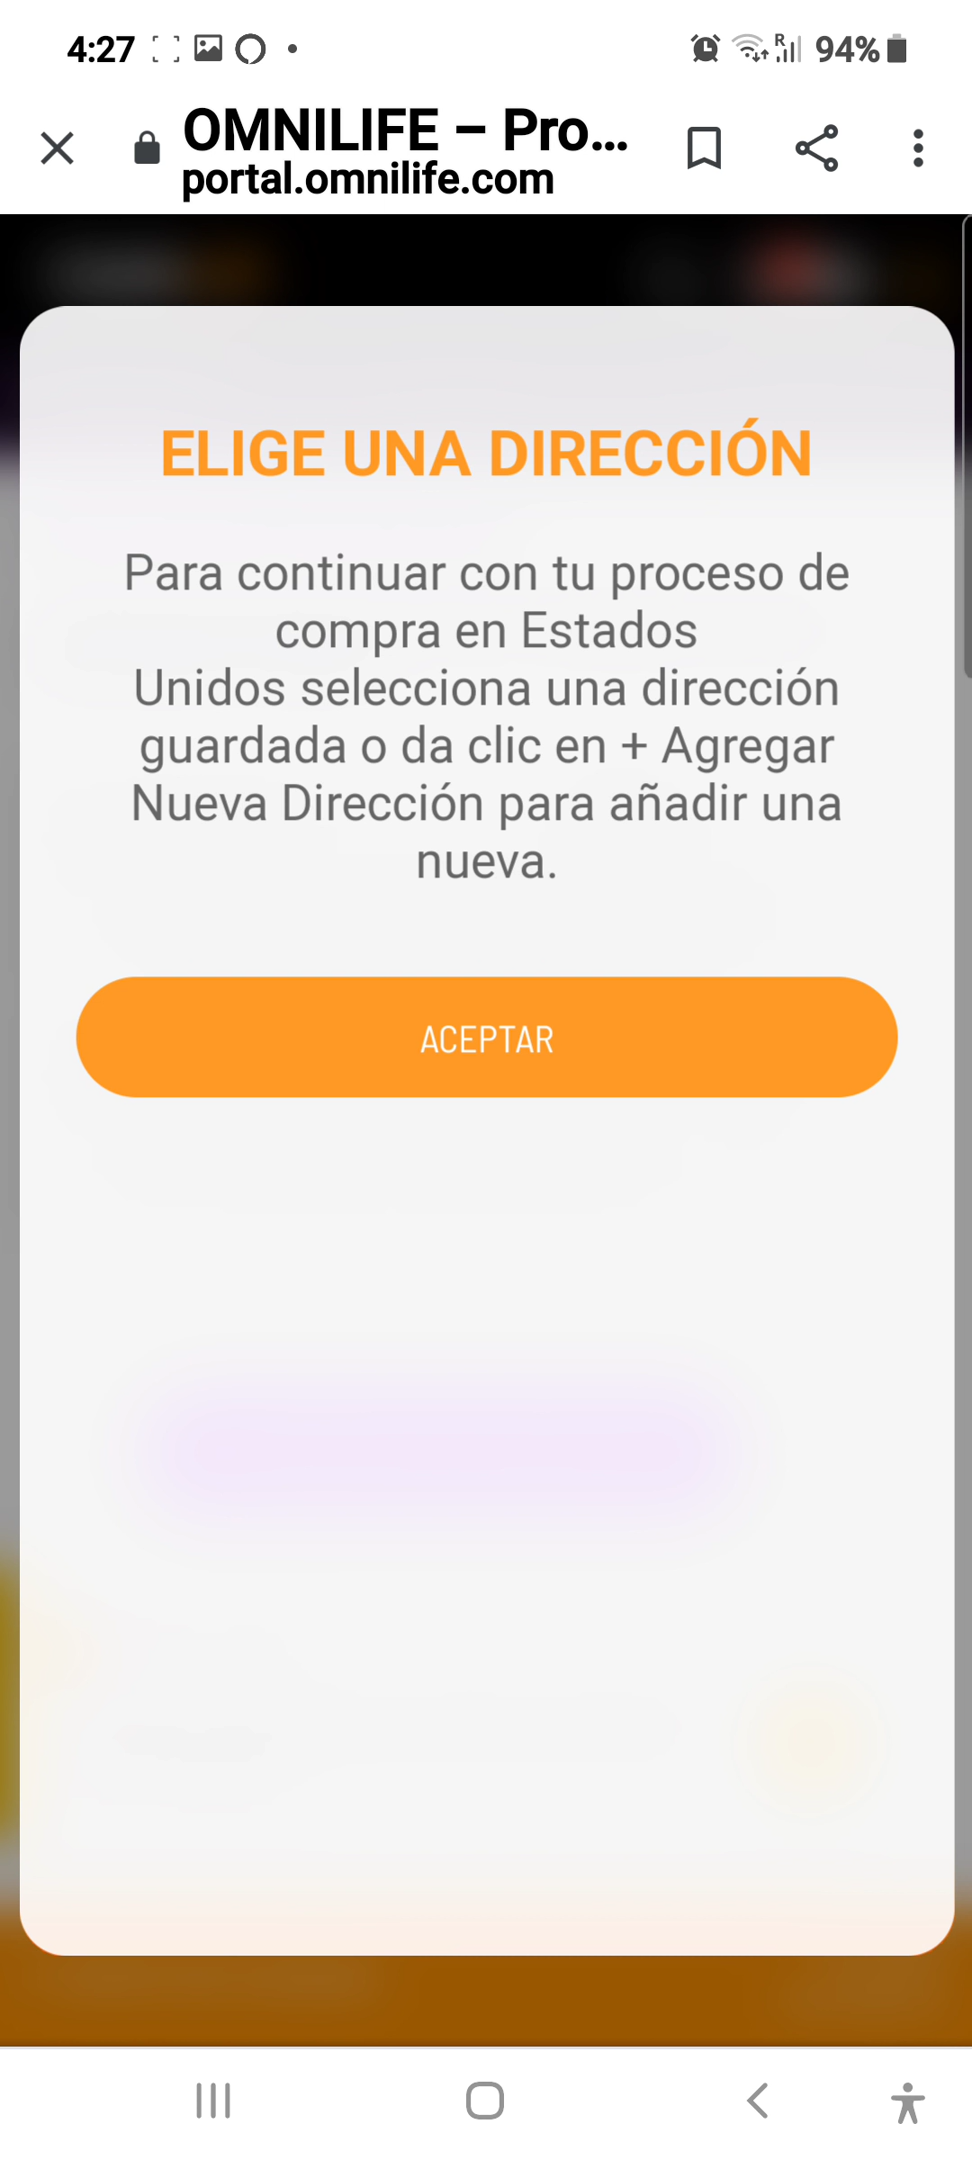 4:27
R
94%
OMNILIFE – Pro...
portal.omnilife.com
ELIGE UNA DIRECCIÓN
Para continuar con tu proceso de
compra en Estados
Unidos selecciona una dirección
guardada o da clic en + Agregar
Nueva Dirección para añadir una
nueva.
ACEPTAR